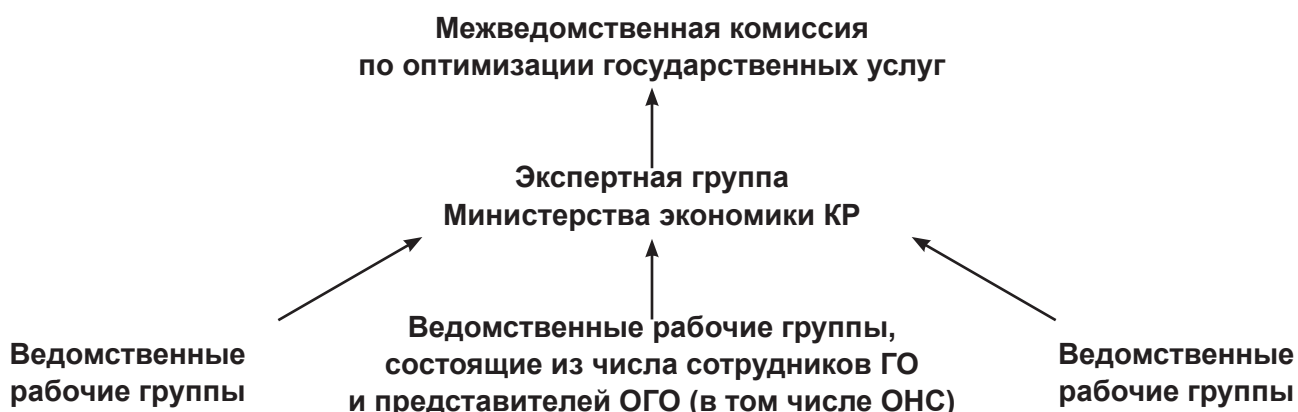 Межведомственная комиссия
по оптимизации государственных услуг
Экспертная группа
Министерства экономики КР
Ведомственные
рабочие группы
Ведомственные рабочие группы,
состоящие из числа сотрудников ГО
и представителей ОГО (в том числе ОНС)
Ведомственные
рабочие группы